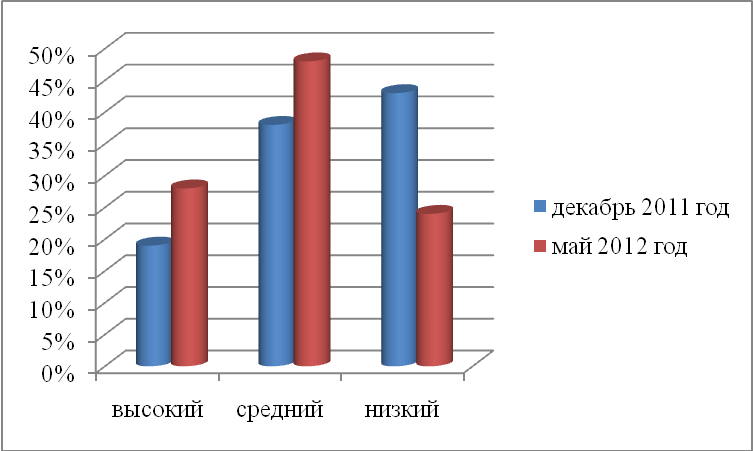 50%
45%
40%
35%
30%
25%
20%
15%
10%
5%
0%
высокий
средний
низкий
декабрь 2011 год
май 2012 год